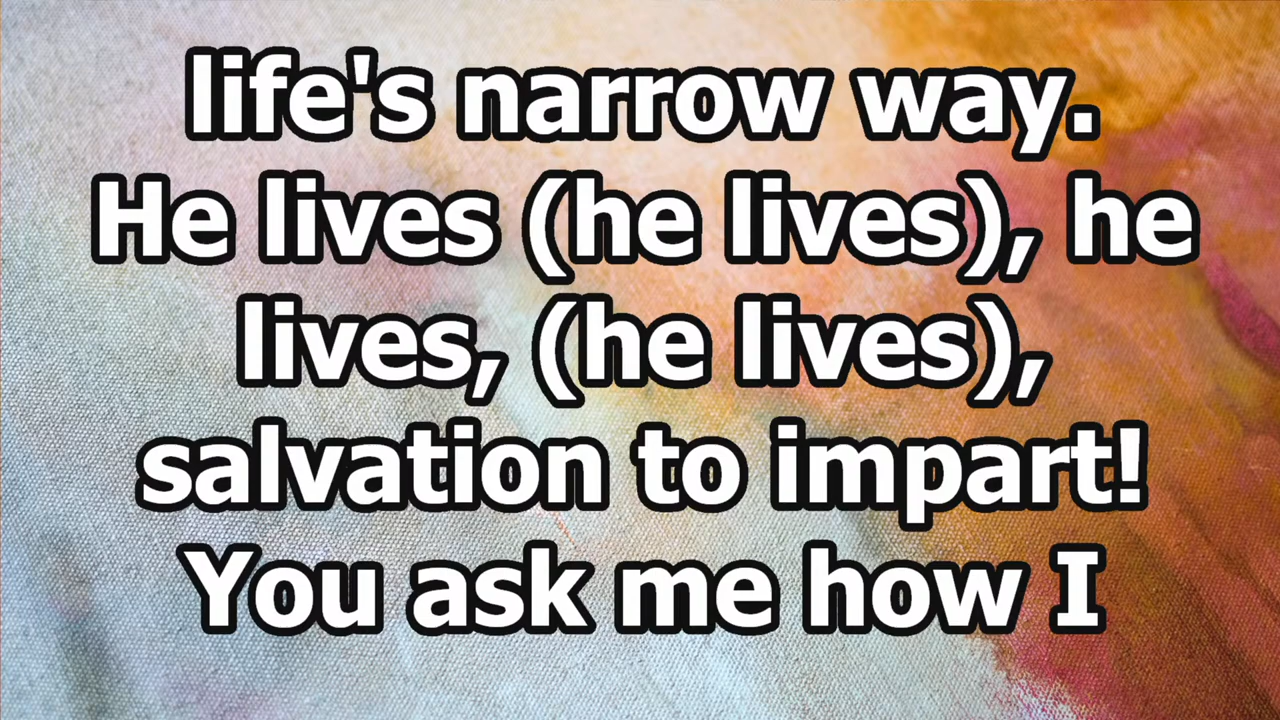 life's narrow way.
He lives (he lives), he
lives, (he lives),
salvation to impart!
You ask me how I